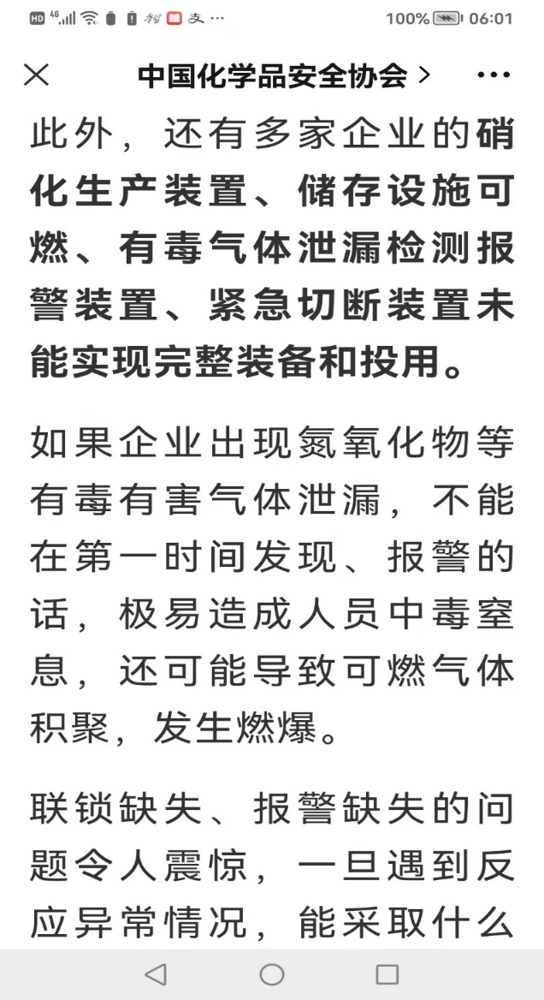 HD 4G 支 ··· 100% 06:01
中国化学品安全协会
此外，还有多家企业的硝
化生产装置、储存设施可
燃、有毒气体泄漏检测报
警装置、紧急切断装置未
能实现完整装备和投用。
如果企业出现氮氧化物等
有毒有害气体泄漏，不能
在第一时间发现、报警的
话，极易造成人员中毒窒
息，还可能导致可燃气体
积聚，发生燃爆。
联锁缺失、报警缺失的问
题令人震惊，一旦遇到反
应异常情况，能采取什么